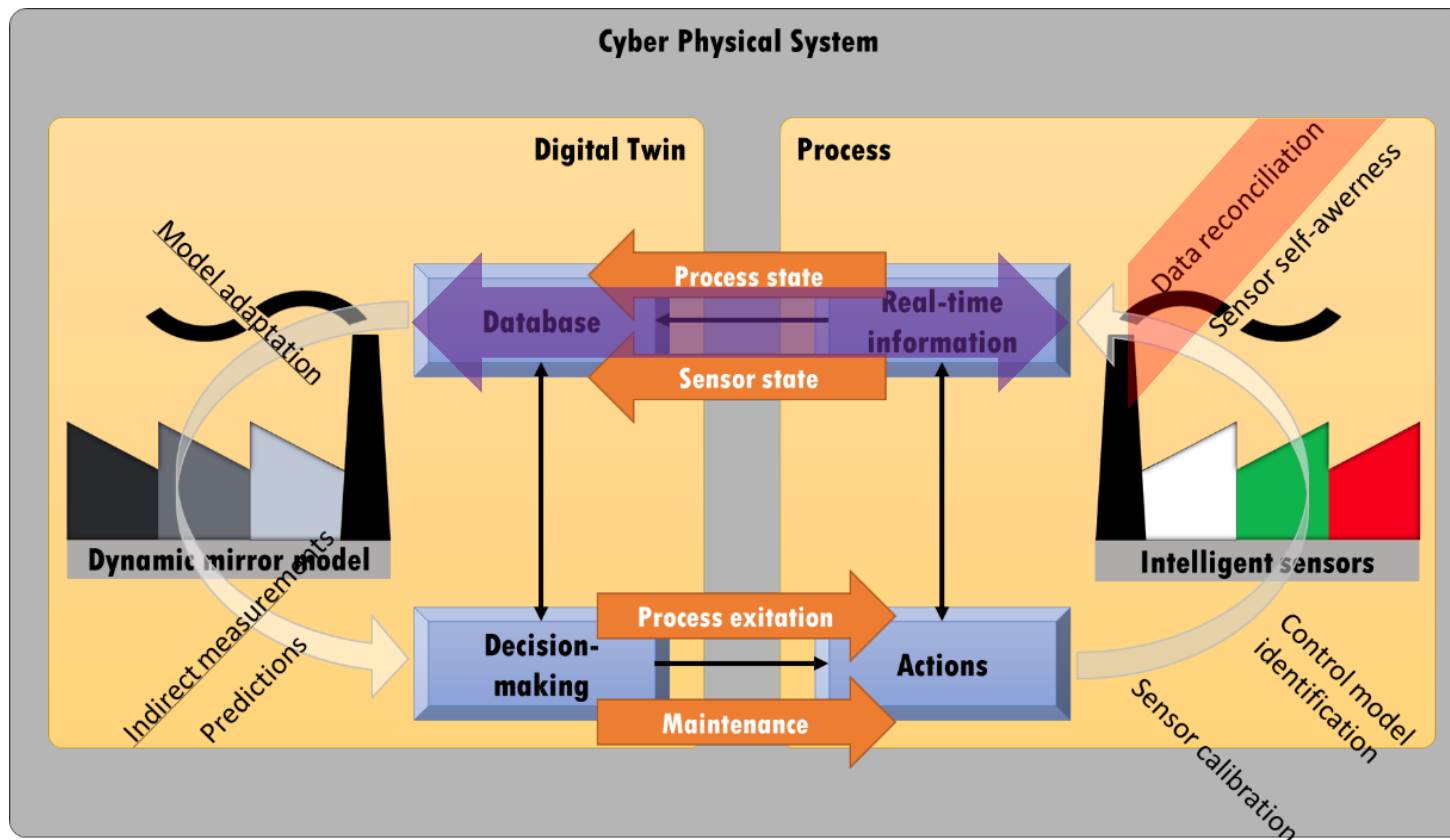 Cyber Physical System
Digital Twin
Process
Model adaptation
Process state
Database
Real-time
information
Sensor state
Data reconciliation
Sensor self-awerness
Dynamic mirror model
Intelligent sensors
Indirect measurements
Predictions
Process exitation
Decision-
making
Actions
Maintenance
Control model
identification
Sensor calibration